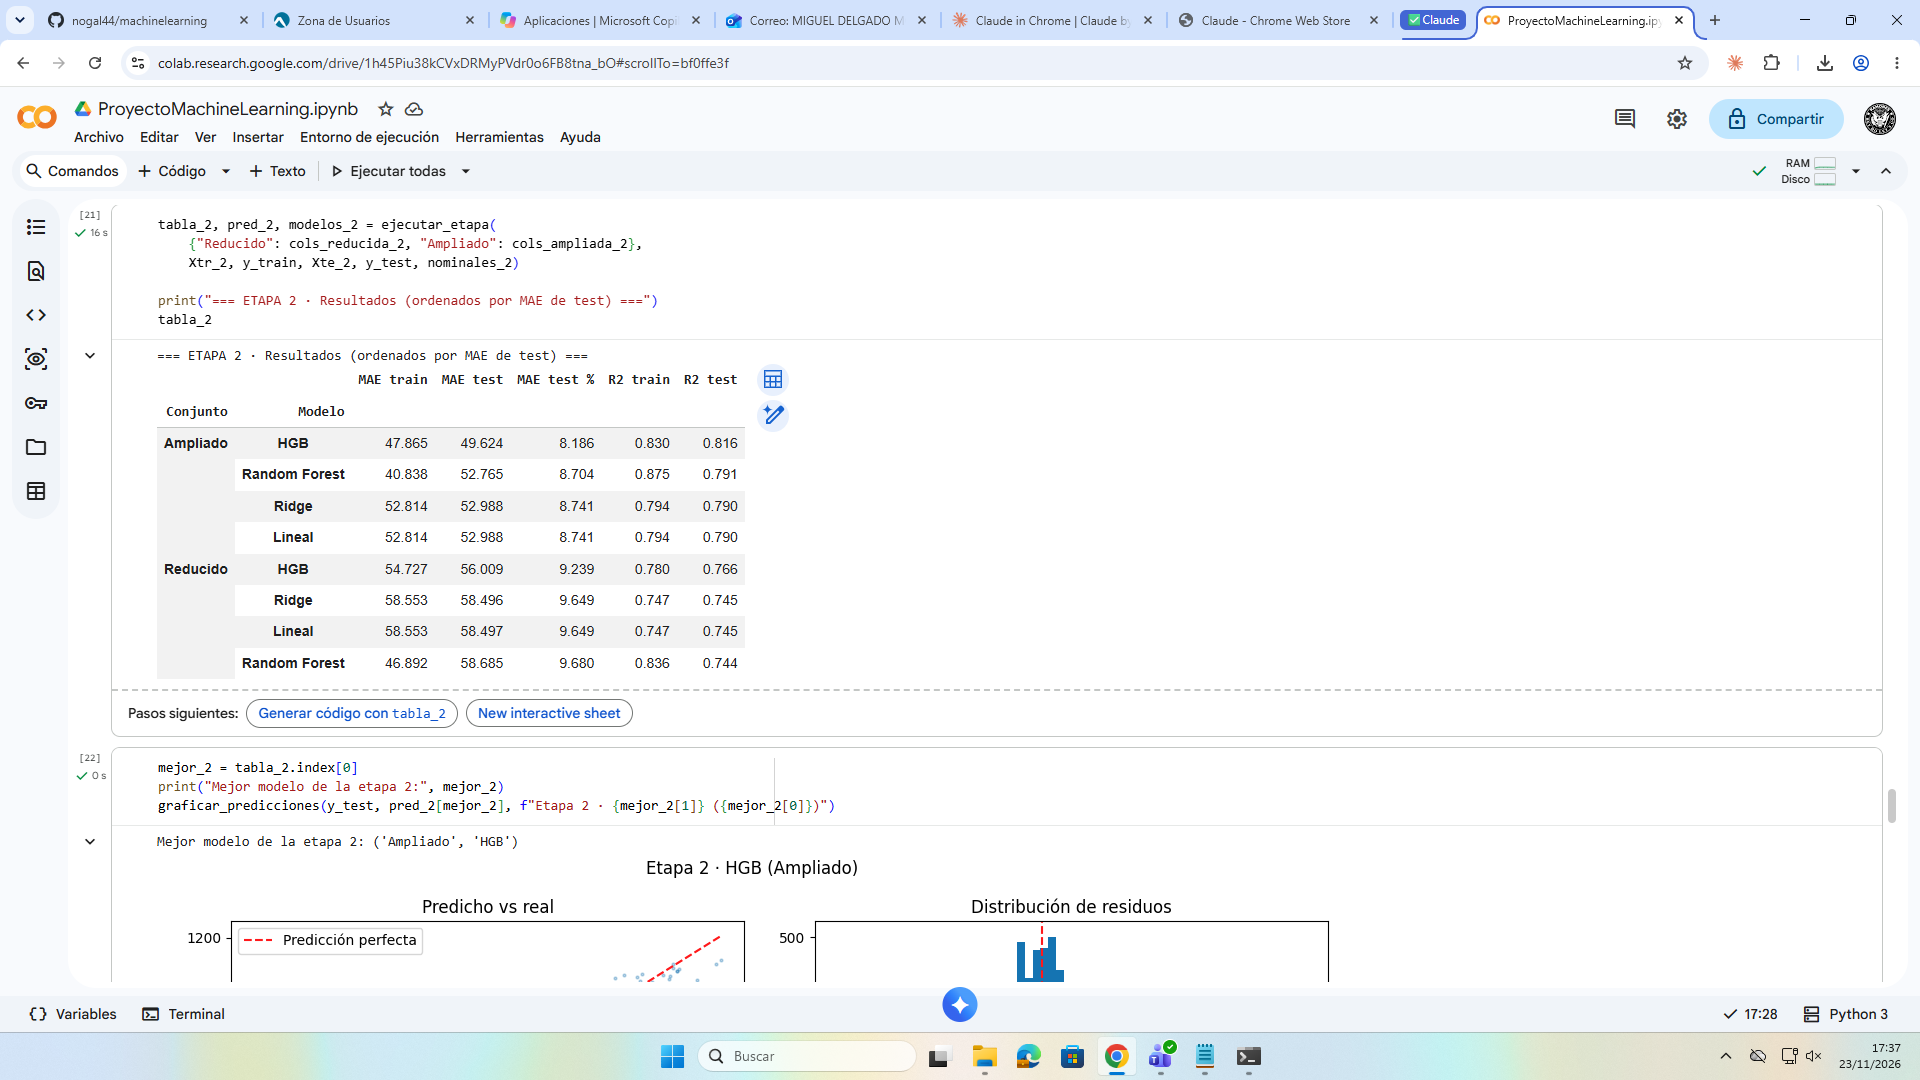 nogal44/machinelearning
Zona de Usuarios
Aplicaciones | Microsoft Copi
Correo: MIGUEL DELGADO M
Claude in Chrome | Claude by
Claude - Chrome Web Store
Claude
ProyectoMachineLearning.ipy
colab.research.google.com/drive/1h45Piu38kCVxDRMyPVdr0o6FB8tna_bO#scrollTo=bf0ffe3f
ProyectoMachineLearning.ipynb
Archivo Editar Ver Insertar Entorno de ejecución Herramientas Ayuda
Compartir
Comandos + Código + Texto Ejecutar todas
RAM
Disco
[21]
16 s
tabla_2, pred_2, modelos_2 = ejecutar_etapa(
{"Reducido": cols_reducida_2, "Ampliado": cols_ampliada_2},
Xtr_2, y_train, Xte_2, y_test, nominales_2)
print("=== ETAPA 2 · Resultados (ordenados por MAE de test) ===")
tabla_2
=== ETAPA 2 · Resultados (ordenados por MAE de test) ===
MAE train MAE test MAE test % R2 train R2 test
Conjunto Modelo
Ampliado HGB 47.865 49.624 8.186 0.830 0.816
Random Forest 40.838 52.765 8.704 0.875 0.791
Ridge 52.814 52.988 8.741 0.794 0.790
Lineal 52.814 52.988 8.741 0.794 0.790
Reducido HGB 54.727 56.009 9.239 0.780 0.766
Ridge 58.553 58.496 9.649 0.747 0.745
Lineal 58.553 58.497 9.649 0.747 0.745
Random Forest 46.892 58.685 9.680 0.836 0.744
Pasos siguientes: Generar código con tabla_2 New interactive sheet
[22]
0 s
mejor_2 = tabla_2.index[0]
print("Mejor modelo de la etapa 2:", mejor_2)
graficar_predicciones(y_test, pred_2[mejor_2], f"Etapa 2 · {mejor_2[1]} ({mejor_2[0]})")
Mejor modelo de la etapa 2: ('Ampliado', 'HGB')
Etapa 2 · HGB (Ampliado)
Predicho vs real
Distribución de residuos
1200
Predicción perfecta
500
Variables Terminal
17:28
Python 3
Buscar
17:37
23/11/2026